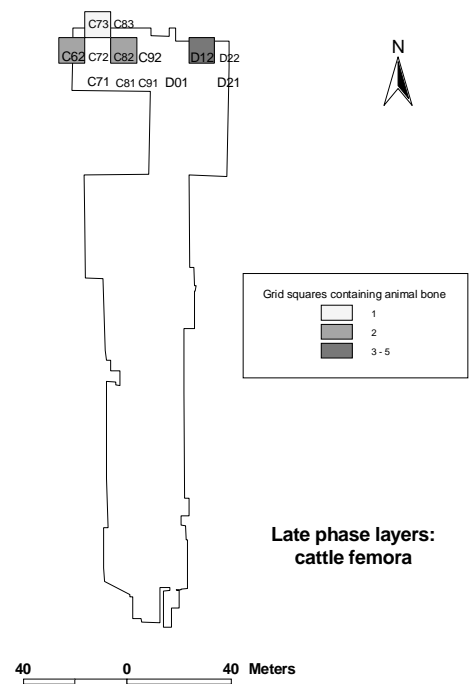 C73 C83
C62 C72 C82 C92 D12 D22
C71 C81 C91 D01 D21
N
Grid squares containing animal bone
1
2
3 - 5
Late phase layers:
cattle femora
40 0 40 Meters